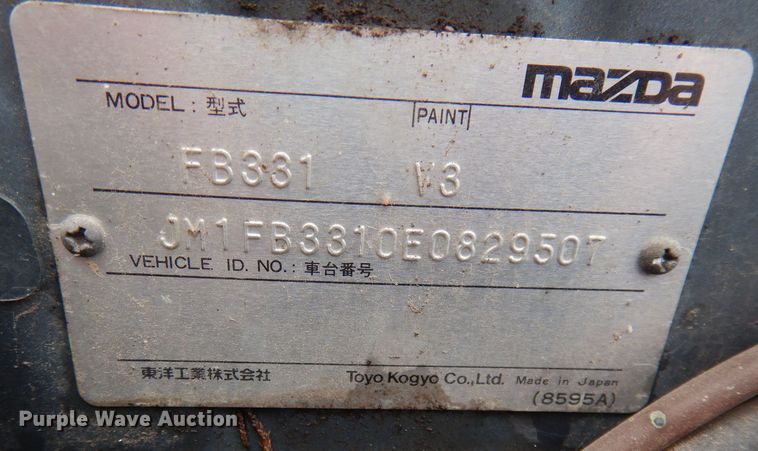 mazda
MODEL : 型式 PAINT
FB331 V3
JM1FB3310E0829507
VEHICLE ID. NO. : 車台番号
東洋工業株式会社 Toyo Kogyo Co., Ltd. Made in Japan
(8595A)
Purple Wave Auction